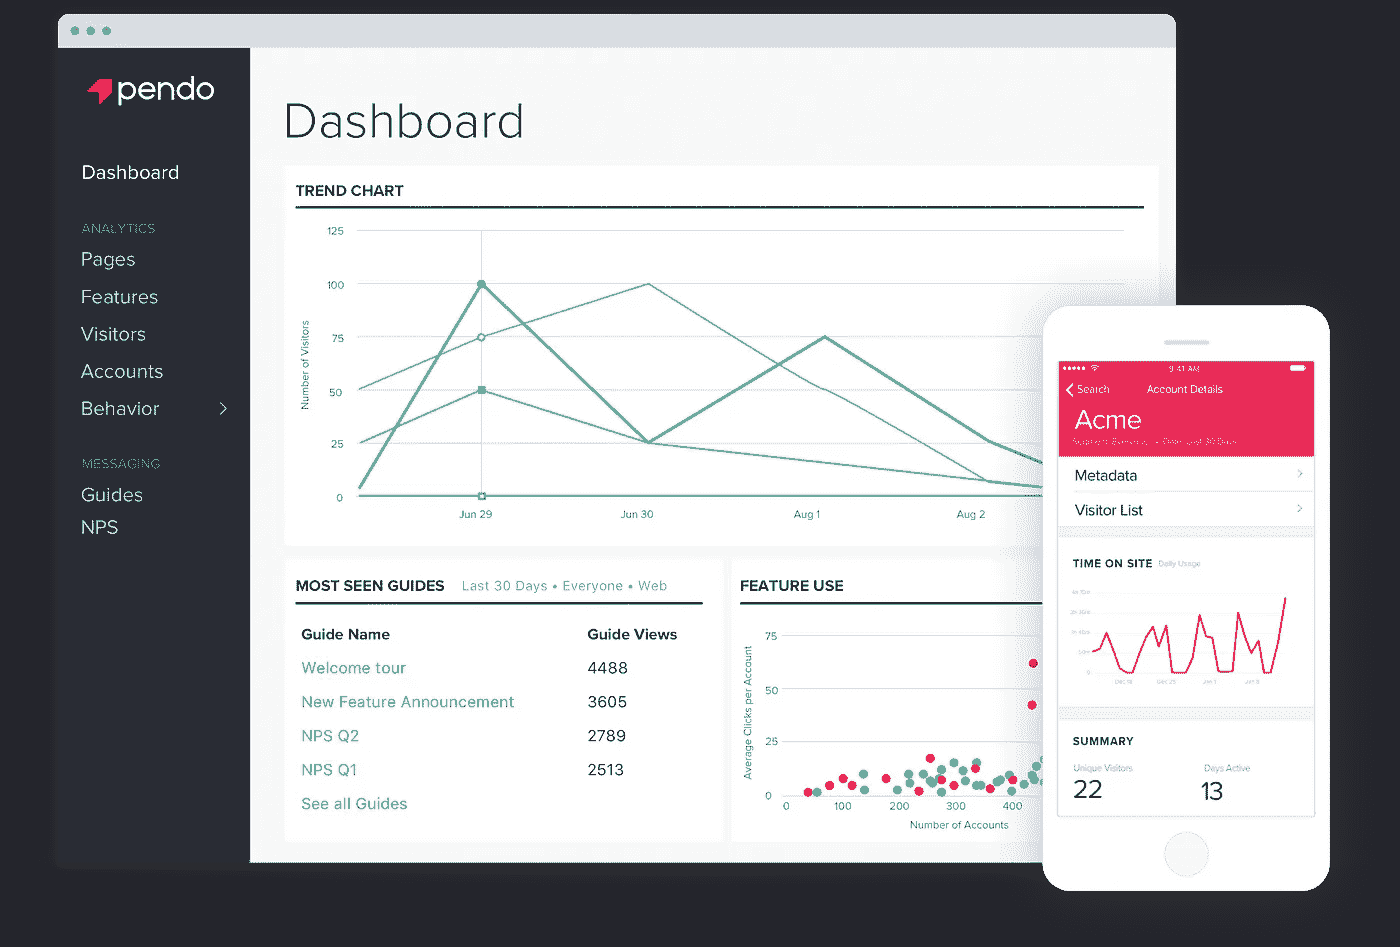 pendo
Dashboard
ANALYTICS
Pages
Features
Visitors
Accounts
Behavior
MESSAGING
Guides
NPS
Dashboard
TREND CHART
125
100
75
50
25
0
Number of Visitors
Jun 29
Jun 30
Aug 1
Aug 2
MOST SEEN GUIDES Last 30 Days • Everyone • Web
Guide Name Guide Views
Welcome tour 4488
New Feature Announcement 3605
NPS Q2 2789
NPS Q1 2513
See all Guides
FEATURE USE
75
50
25
0
Average Clicks per Account
0 100 200 300 400
Number of Accounts
9:41 AM
Search Account Details
Acme
Metadata
Visitor List
TIME ON SITE Daily Usage
SUMMARY
Unique Visitors Days Active
22 13